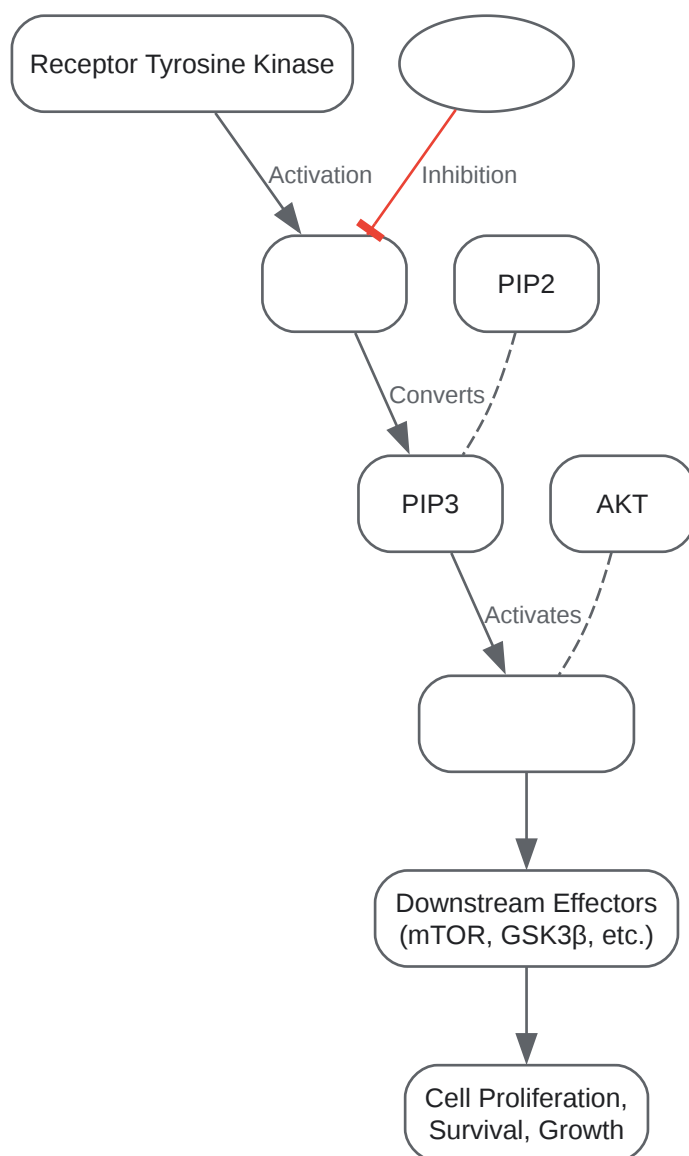 Receptor Tyrosine Kinase
Activation
Inhibition
PIP2
Converts
PIP3
AKT
Activates
Downstream Effectors
(mTOR, GSK3β, etc.)
Cell Proliferation,
Survival, Growth